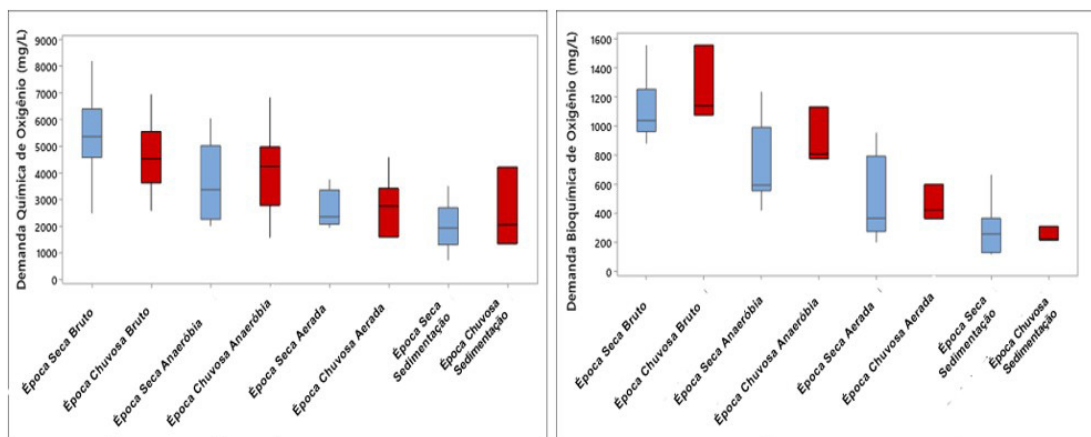 Demanda Química de Oxigênio (mg/L)
9000
8000
7000
6000
5000
4000
3000
2000
1000
0
Época Seca Bruto
Época Chuvosa Bruto
Época Seca Anaeróbia
Época Chuvosa Anaeróbia
Época Seca Aerada
Época Chuvosa Aerada
Época Seca
Sedimentação
Época Chuvosa
Sedimentação
Demanda Bioquímica de Oxigênio (mg/L)
1600
1400
1200
1000
800
600
400
200
0
Época Seca Bruto
Época Chuvosa Bruto
Época Seca Anaeróbia
Época Chuvosa Anaeróbia
Época Seca Aerada
Época Chuvosa Aerada
Época Seca
Sedimentação
Época Chuvosa
Sedimentação